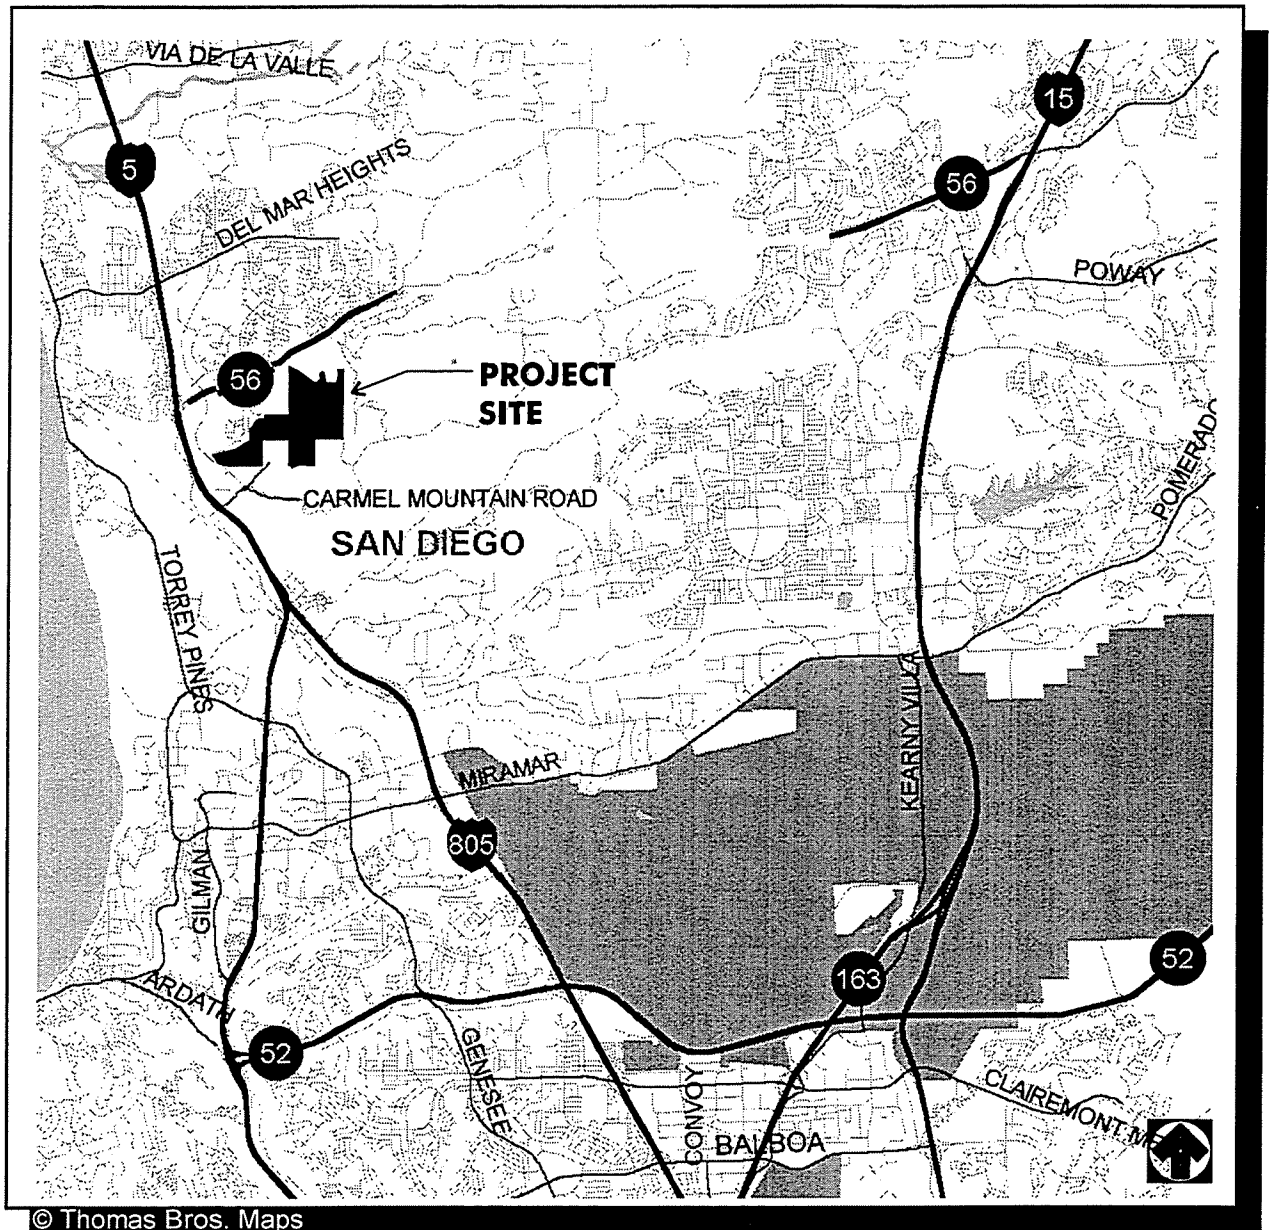 VIA DE LA VALLE
15
5
56
DEL MAR HEIGHTS
POWAY
56
PROJECT
SITE
POMERADO
CARMEL MOUNTAIN ROAD
SAN DIEGO
TORREY PINES
KEARNY VILLA
MIRAMAR
805
GILMAN
163
52
ARDATH
52
GENESEE
CONVOY
CLAIREMONT ME
BALBOA
© Thomas Bros. Maps